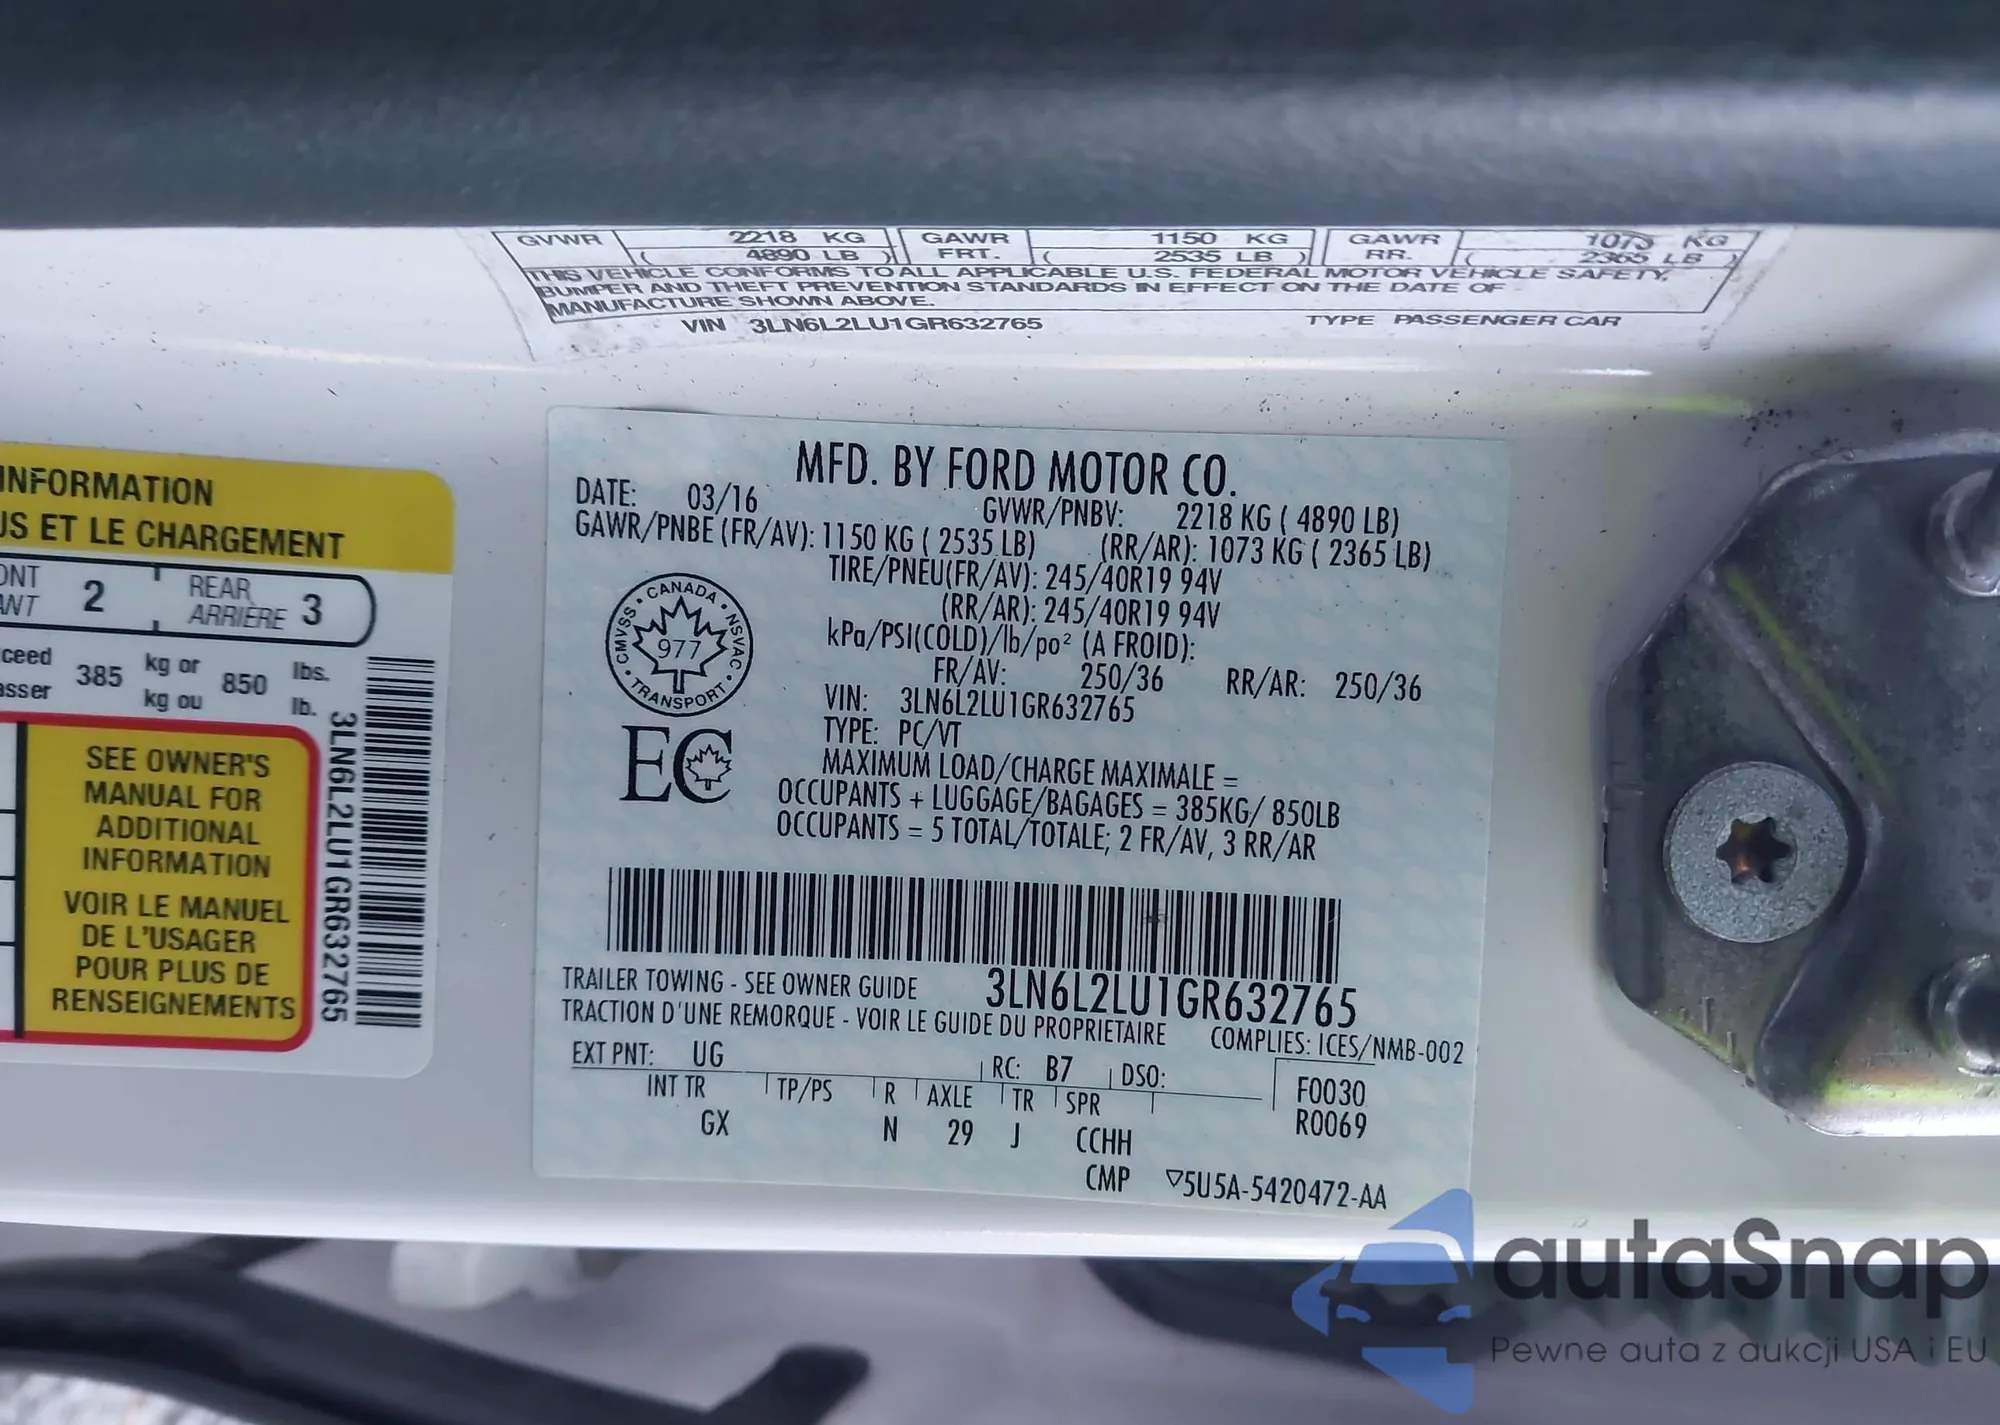 GVWR 2218 KG ( 4890 LB ) GAWR FRT. 1150 KG ( 2535 LB ) GAWR RR. 1073 KG ( 2365 LB )
THIS VEHICLE CONFORMS TO ALL APPLICABLE U.S. FEDERAL MOTOR VEHICLE SAFETY,
BUMPER AND THEFT PREVENTION STANDARDS IN EFFECT ON THE DATE OF
MANUFACTURE SHOWN ABOVE.
VIN 3LN6L2LU1GR632765 TYPE PASSENGER CAR
INFORMATION
US ET LE CHARGEMENT
2 REAR ARRIÈRE 3
385 kg or 850 lbs.
kg ou lb.
SEE OWNER'S
MANUAL FOR
ADDITIONAL
INFORMATION
VOIR LE MANUEL
DE L'USAGER
POUR PLUS DE
RENSEIGNEMENTS
3LN6L2LU1GR632765
MFD. BY FORD MOTOR CO.
DATE: 03/16 GVWR/PNBV: 2218 KG ( 4890 LB)
GAWR/PNBE (FR/AV): 1150 KG ( 2535 LB) (RR/AR): 1073 KG ( 2365 LB)
TIRE/PNEU(FR/AV): 245/40R19 94V
(RR/AR): 245/40R19 94V
kPa/PSI(COLD)/lb/po² (A FROID):
FR/AV: 250/36 RR/AR: 250/36
VIN: 3LN6L2LU1GR632765
TYPE: PC/VT
MAXIMUM LOAD/CHARGE MAXIMALE =
OCCUPANTS + LUGGAGE/BAGAGES = 385KG/ 850LB
OCCUPANTS = 5 TOTAL/TOTALE; 2 FR/AV, 3 RR/AR
CMVSS • CANADA • NSVAC • TRANSPORT •
977
EC
TRAILER TOWING - SEE OWNER GUIDE 3LN6L2LU1GR632765
TRACTION D'UNE REMORQUE - VOIR LE GUIDE DU PROPRIETAIRE COMPLIES: ICES/NMB-002
EXT PNT: UG RC: B7 DSO: F0030
INT TR TP/PS R AXLE TR SPR R0069
GX N 29 J CCHH
CMP ▽5U5A-5420472-AA
autaSnap
Pewne auta z aukcji USA i EU